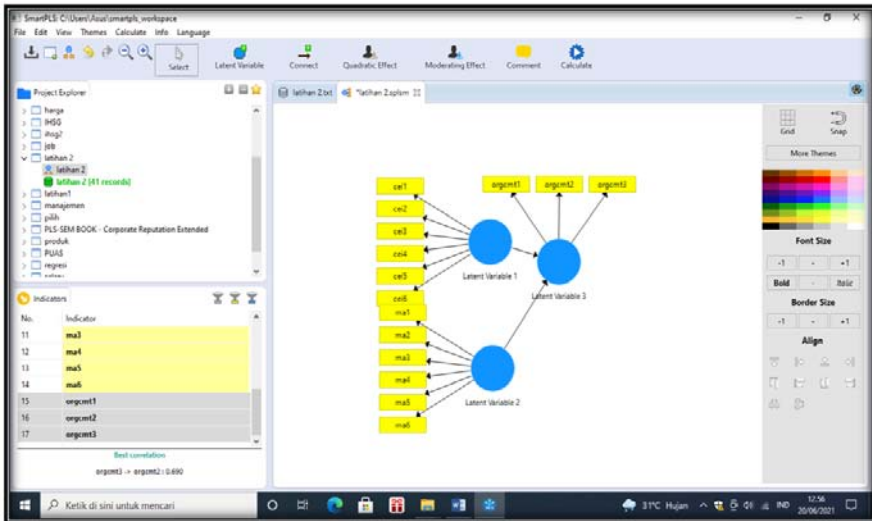 SmartPLS: C:\Users\Asus\smartpls_workspace
File Edit View Themes Calculate Info Language
Select
Latent Variable
Connect
Quadratic Effect
Moderating Effect
Comment
Calculate
Project Explorer
harga
IHSG
ihsg2
job
latihan 2
latihan 2
latihan 2 [41 records]
latihan1
manajemen
pilih
PLS-SEM BOOK - Corporate Reputation Extended
produk
PUAS
regresi
Indicators
No. Indicator
11 ma3
12 ma4
13 ma5
14 ma6
15 orgcmt1
16 orgcmt2
17 orgcmt3
Best correlation
orgcmt3 -> orgcmt2 : 0.690
latihan 2.txt
*latihan 2.splsm
orgcmt1 orgcmt2 orgcmt3
cei1
cei2
cei3
cei4
cei5
cei6
Latent Variable 1
Latent Variable 3
ma1
ma2
ma3
ma4
ma5
ma6
Latent Variable 2
Grid Snap
More Themes
Font Size
-1 - +1
Bold - Italic
Border Size
-1 - +1
Align
Ketik di sini untuk mencari
31°C Hujan
IND
12.56
20/06/2021